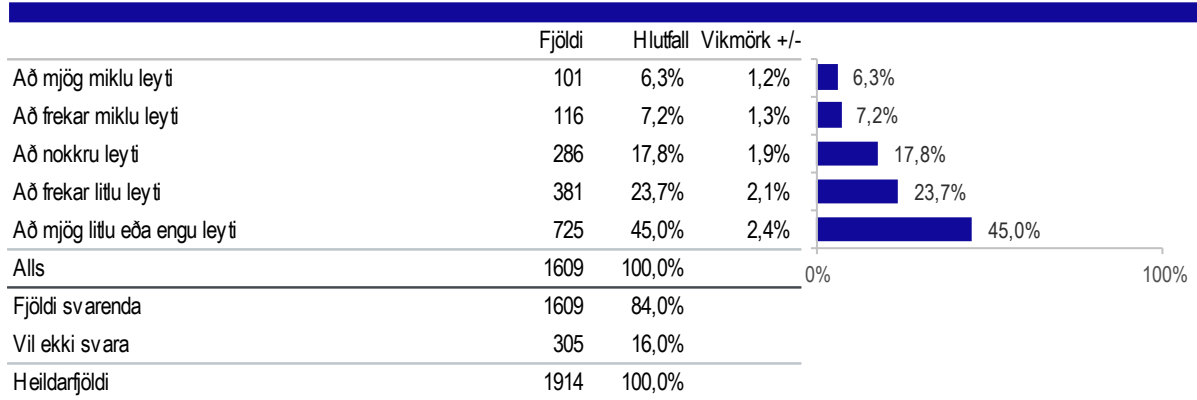 Fjöldi Hlutfall Vikmörk +/-
Að mjög miklu leyti 101 6,3% 1,2% 6,3%
Að frekar miklu leyti 116 7,2% 1,3% 7,2%
Að nokkru leyti 286 17,8% 1,9% 17,8%
Að frekar litlu leyti 381 23,7% 2,1% 23,7%
Að mjög litlu eða engu leyti 725 45,0% 2,4% 45,0%
Alls 1609 100,0% 0% 100%
Fjöldi svarenda 1609 84,0%
Vil ekki svara 305 16,0%
Heildarfjöldi 1914 100,0%